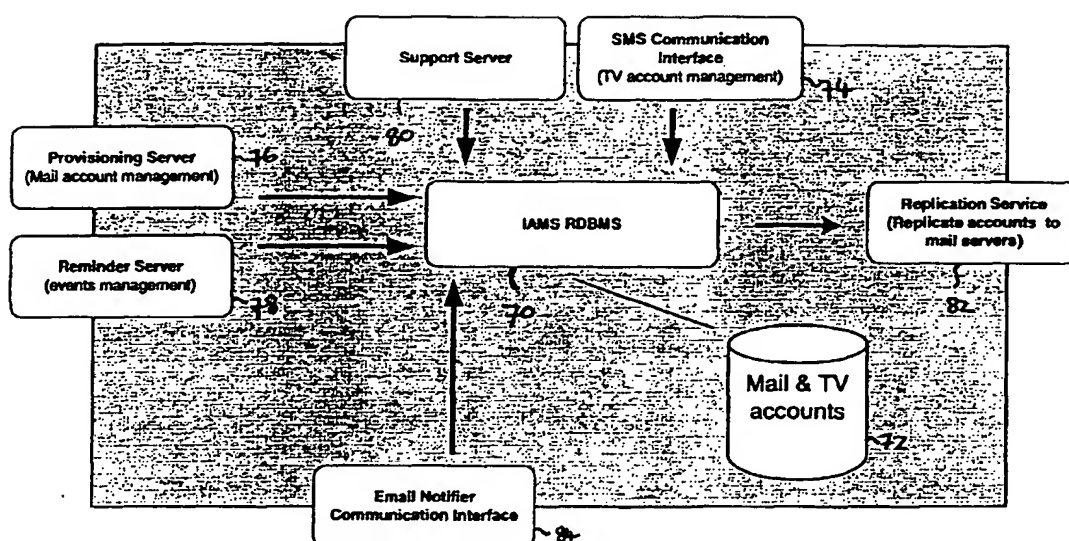 Support Server
80
SMS Communication
Interface
(TV account management)
74
Provisioning Server
(Mail account management)
76
IAMS RDBMS
70
Replication Service
(Replicate accounts to
mail servers)
82
Reminder Server
(events management)
78
Mail & TV
accounts
72
Email Notifier
Communication Interface
84